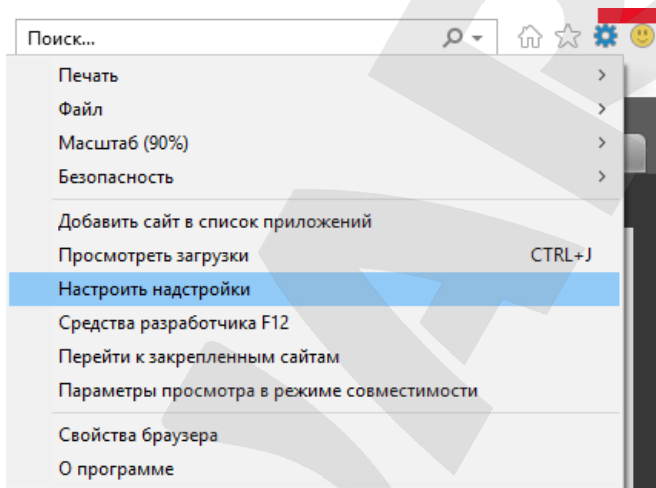 Поиск...
Печать
Файл
Масштаб (90%)
Безопасность
Добавить сайт в список приложений
Просмотреть загрузки CTRL+J
Настроить надстройки
Средства разработчика F12
Перейти к закрепленным сайтам
Параметры просмотра в режиме совместимости
Свойства браузера
О программе